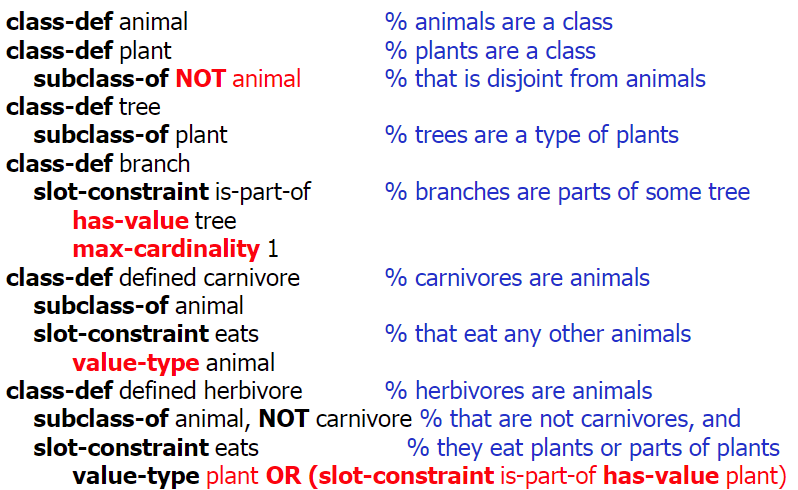 class-def animal % animals are a class
class-def plant % plants are a class
subclass-of NOT animal % that is disjoint from animals
class-def tree
subclass-of plant % trees are a type of plants
class-def branch
slot-constraint is-part-of % branches are parts of some tree
has-value tree
max-cardinality 1
class-def defined carnivore % carnivores are animals
subclass-of animal
slot-constraint eats % that eat any other animals
value-type animal
class-def defined herbivore % herbivores are animals
subclass-of animal, NOT carnivore % that are not carnivores, and
slot-constraint eats % they eat plants or parts of plants
value-type plant OR (slot-constraint is-part-of has-value plant)